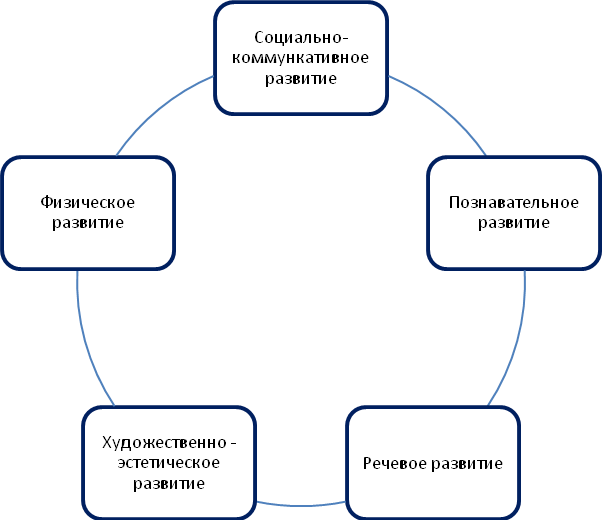 Социально-
коммункативное
развитие
Физическое
развитие
Познавательное
развитие
Художественно -
эстетическое
развитие
Речевое развитие